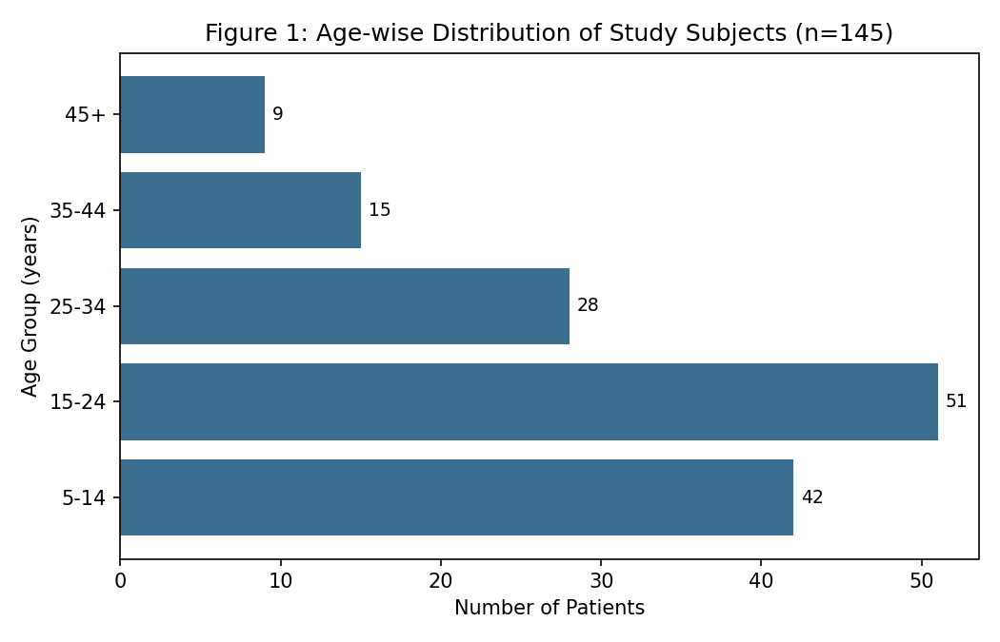 Figure 1: Age-wise Distribution of Study Subjects (n=145)
Age Group (years)
45+
9
35-44
15
25-34
28
15-24
51
5-14
42
0 10 20 30 40 50
Number of Patients